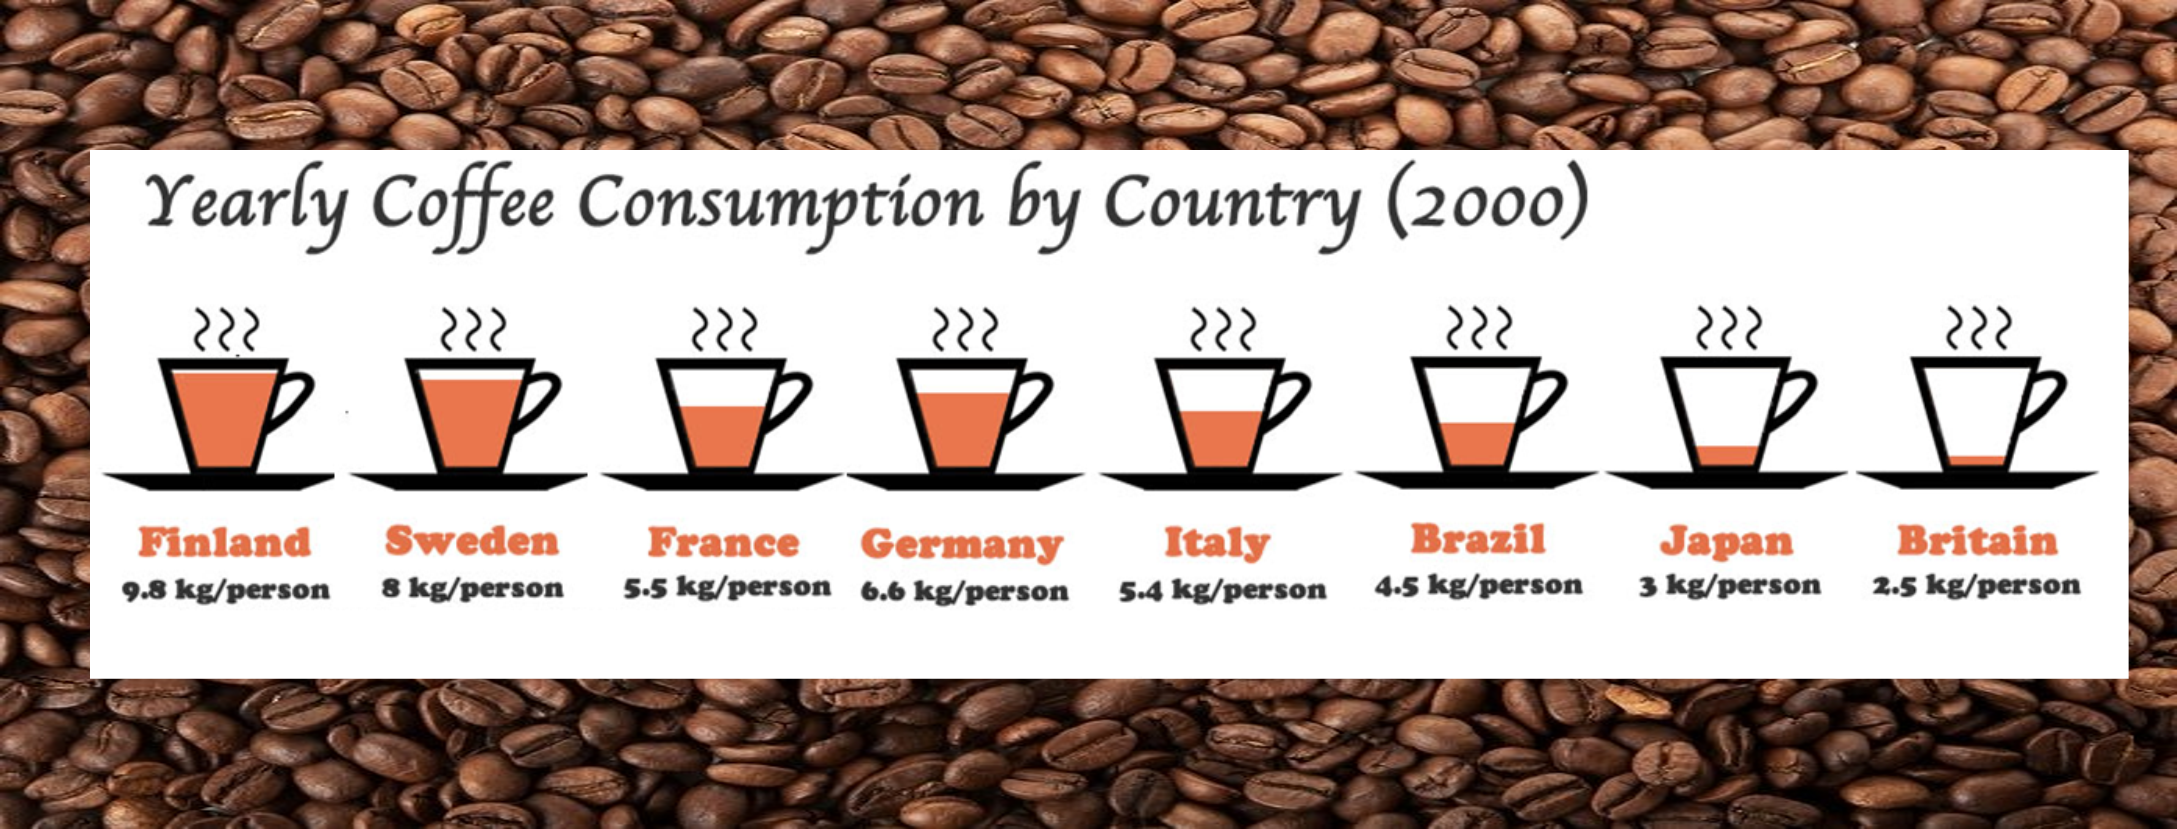 Yearly Coffee Consumption by Country (2000)
Finland
9.8 kg/person
Sweden
8 kg/person
France
5.5 kg/person
Germany
6.6 kg/person
Italy
5.4 kg/person
Brazil
4.5 kg/person
Japan
3 kg/person
Britain
2.5 kg/person